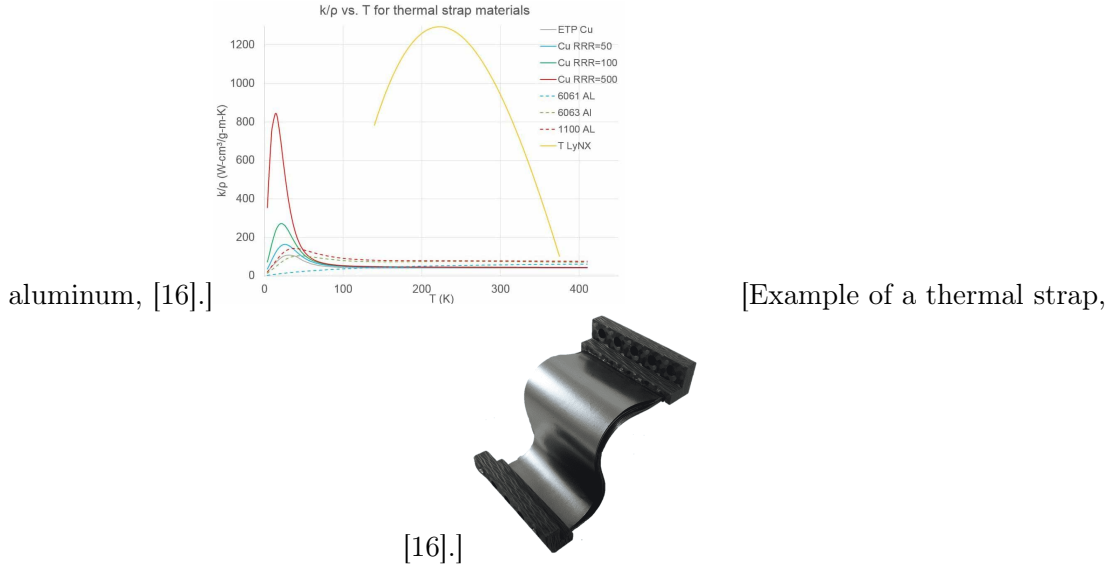 k/ρ vs. T for thermal strap materials
1200
1000
800
600
400
200
0
k/ρ (W-cm³/g-m-K)
0
100
200
300
400
T (K)
ETP Cu
Cu RRR=50
Cu RRR=100
Cu RRR=500
6061 AL
6063 Al
1100 AL
T LyNX
aluminum, [16].]
[Example of a thermal strap,
[16].]